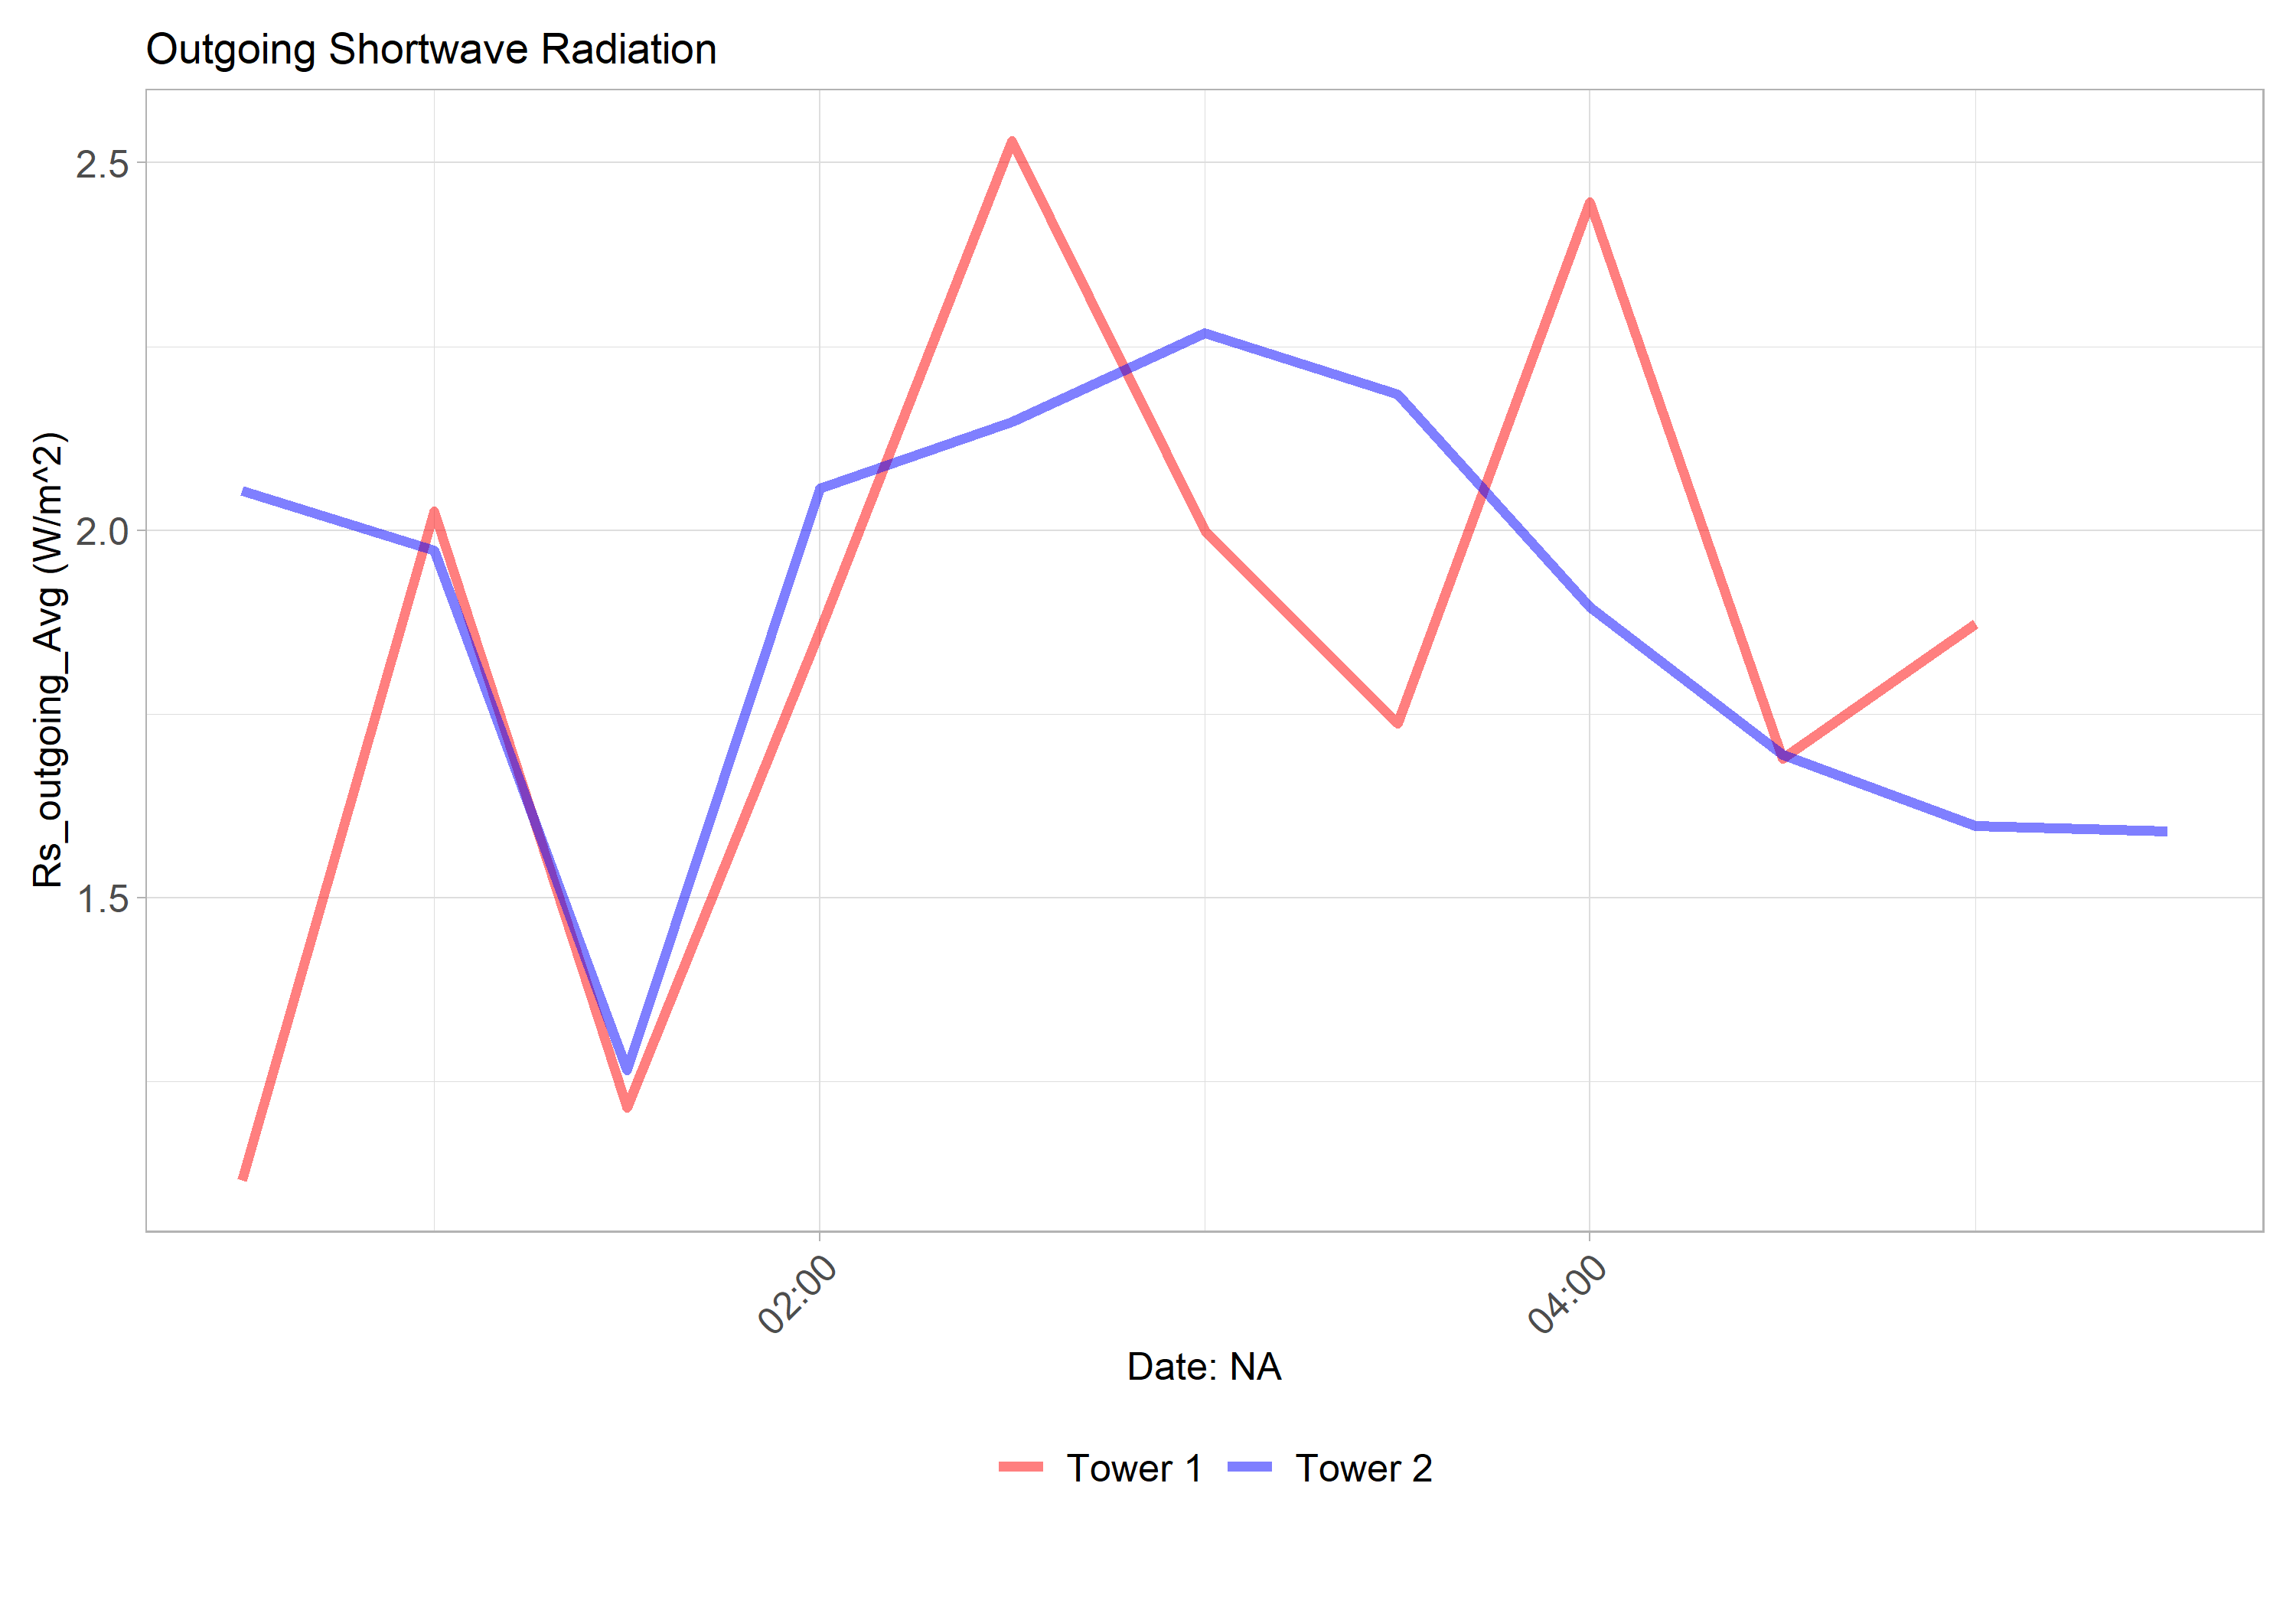 Outgoing Shortwave Radiation
Rs_outgoing_Avg (W/m^2)
2.5
2.0
1.5
02:00
04:00
Date: NA
Tower 1
Tower 2